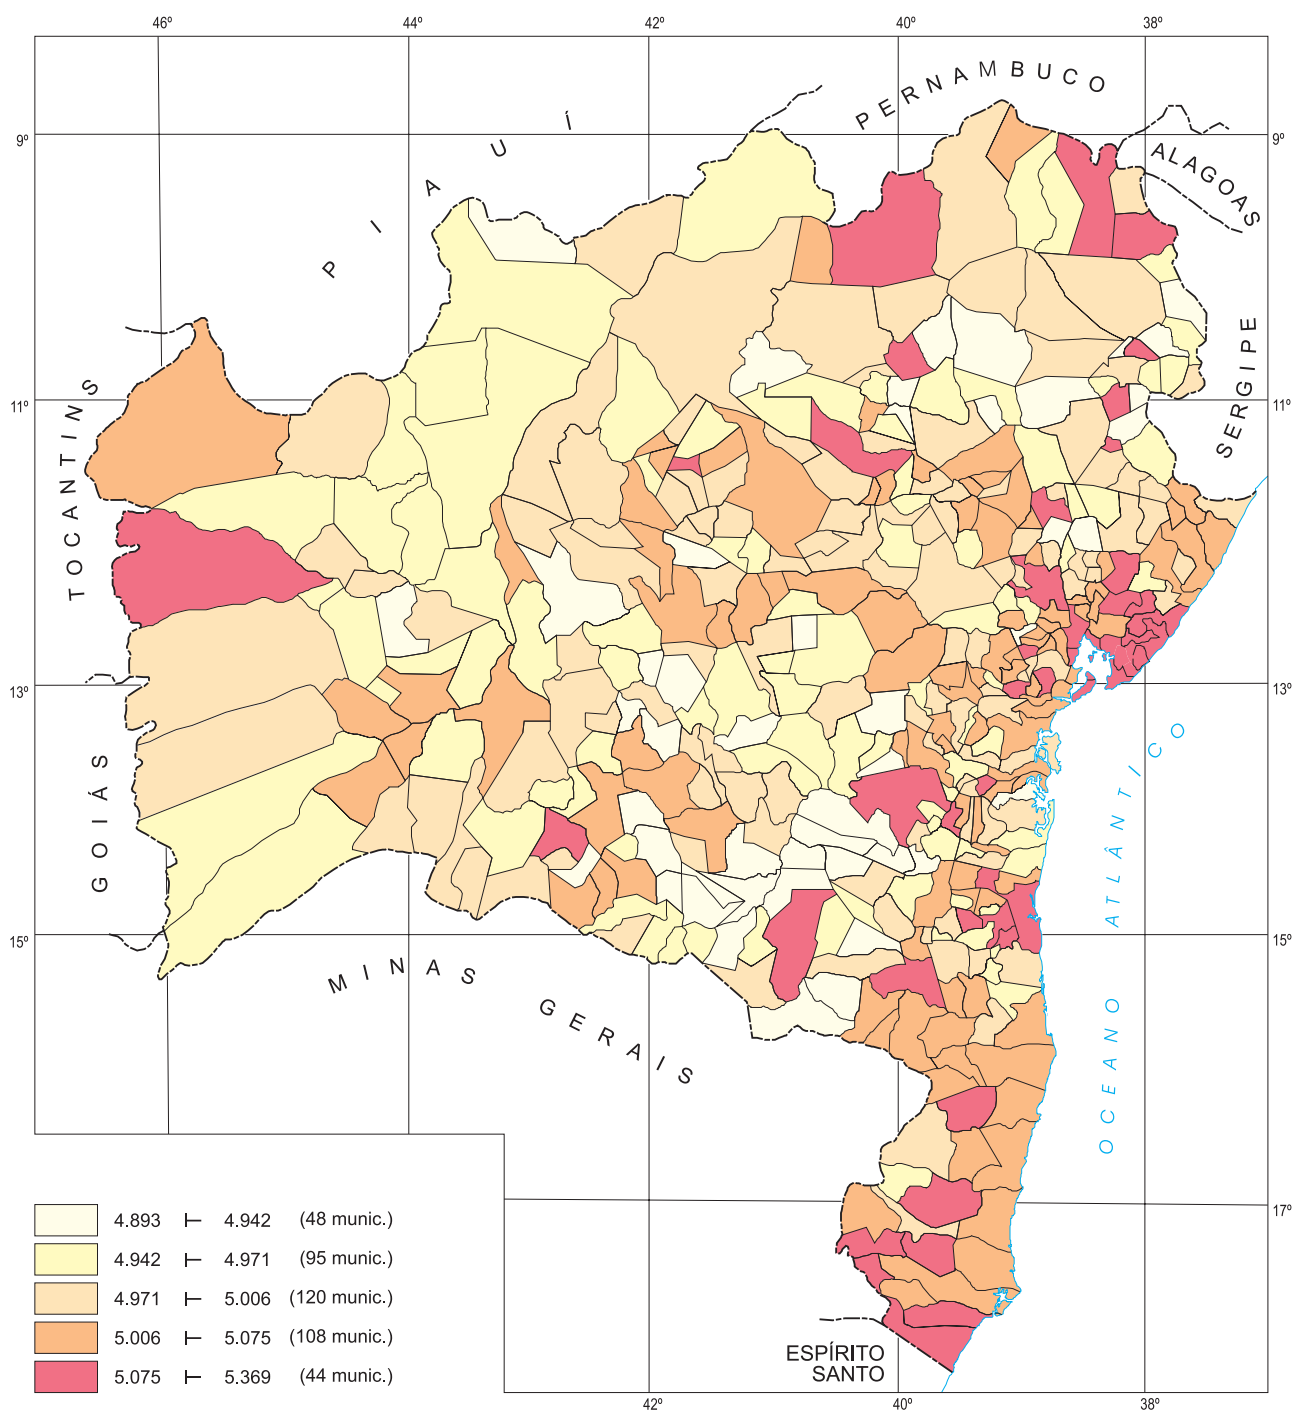 46º 44º 42º 40º 38º
PERNAMBUCO
9º 9º
PIAUÍ
ALAGOAS
SERGIPE
TOCANTINS
11º 11º
13º 13º
GOIÁS
OCEANO ATLÂNTICO
15º 15º
MINAS GERAIS
17º
4.893 ⊢ 4.942 (48 munic.)
4.942 ⊢ 4.971 (95 munic.)
4.971 ⊢ 5.006 (120 munic.)
5.006 ⊢ 5.075 (108 munic.)
5.075 ⊢ 5.369 (44 munic.)
ESPÍRITO
SANTO
42º 40º 38º